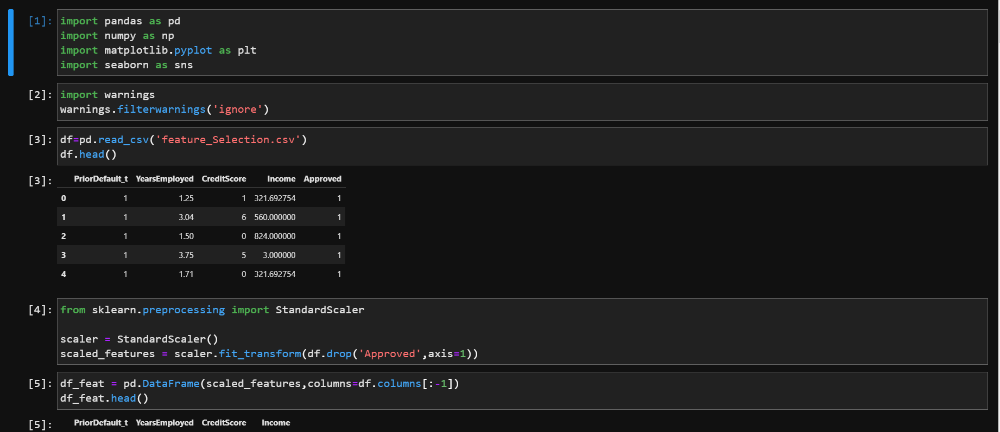 [1]: import pandas as pd
import numpy as np
import matplotlib.pyplot as plt
import seaborn as sns
[2]: import warnings
warnings.filterwarnings('ignore')
[3]: df=pd.read_csv('feature_Selection.csv')
df.head()
[3]: PriorDefault_t YearsEmployed CreditScore Income Approved
0 1 1.25 1 321.692754 1
1 1 3.04 6 560.000000 1
2 1 1.50 0 824.000000 1
3 1 3.75 5 3.000000 1
4 1 1.71 0 321.692754 1
[4]: from sklearn.preprocessing import StandardScaler
scaler = StandardScaler()
scaled_features = scaler.fit_transform(df.drop('Approved',axis=1))
[5]: df_feat = pd.DataFrame(scaled_features,columns=df.columns[:-1])
df_feat.head()
[5]: PriorDefault_t YearsEmployed CreditScore Income